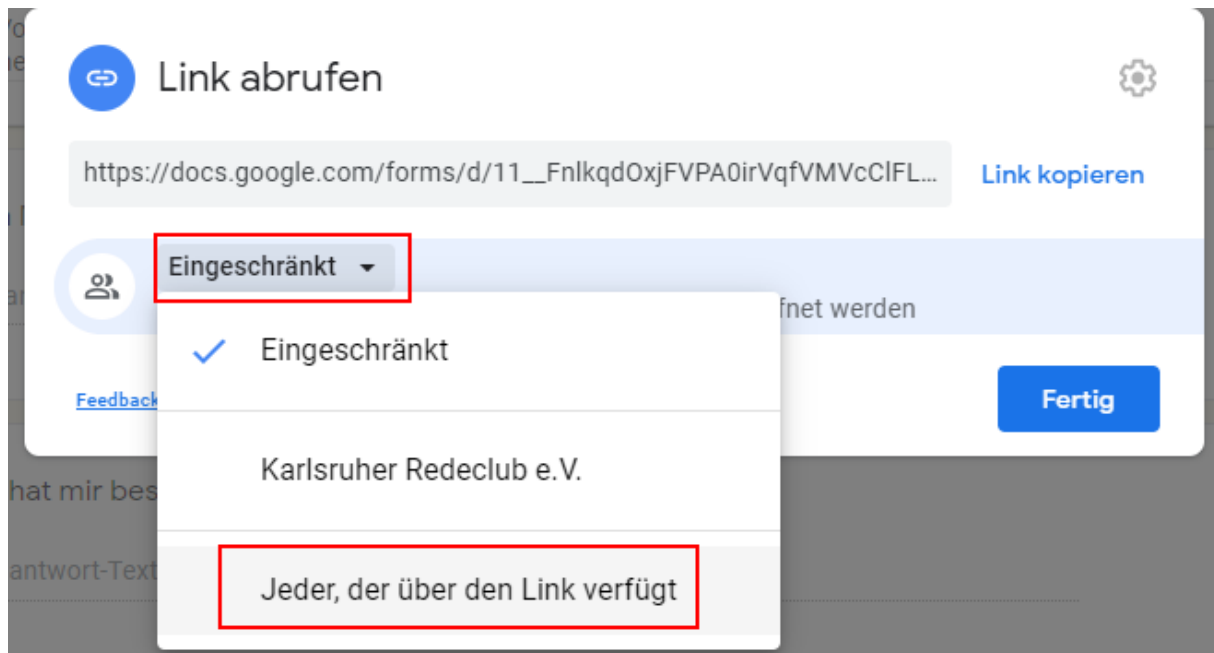 Link abrufen
https://docs.google.com/forms/d/11__FnlkqdOxjFVPA0irVqfVMVcClFL...
Link kopieren
Eingeschränkt
fnet werden
Eingeschränkt
Feedback
Fertig
Karlsruher Redeclub e.V.
hat mir bes
antwort-Text
Jeder, der über den Link verfügt